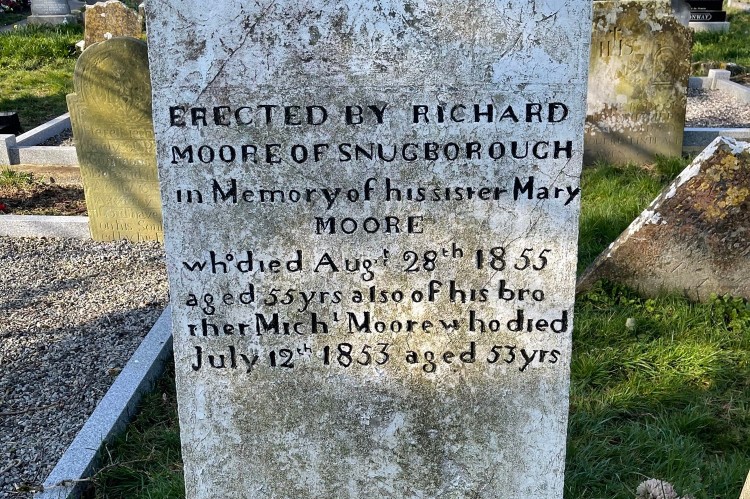 ERECTED BY RICHARD
MOORE OF SNUGBOROUGH
in Memory of his sister Mary
MOORE
who died Augt 28th 1855
aged 55yrs also of his bro
ther Michl Moore who died
July 12th 1853 aged 53yrs